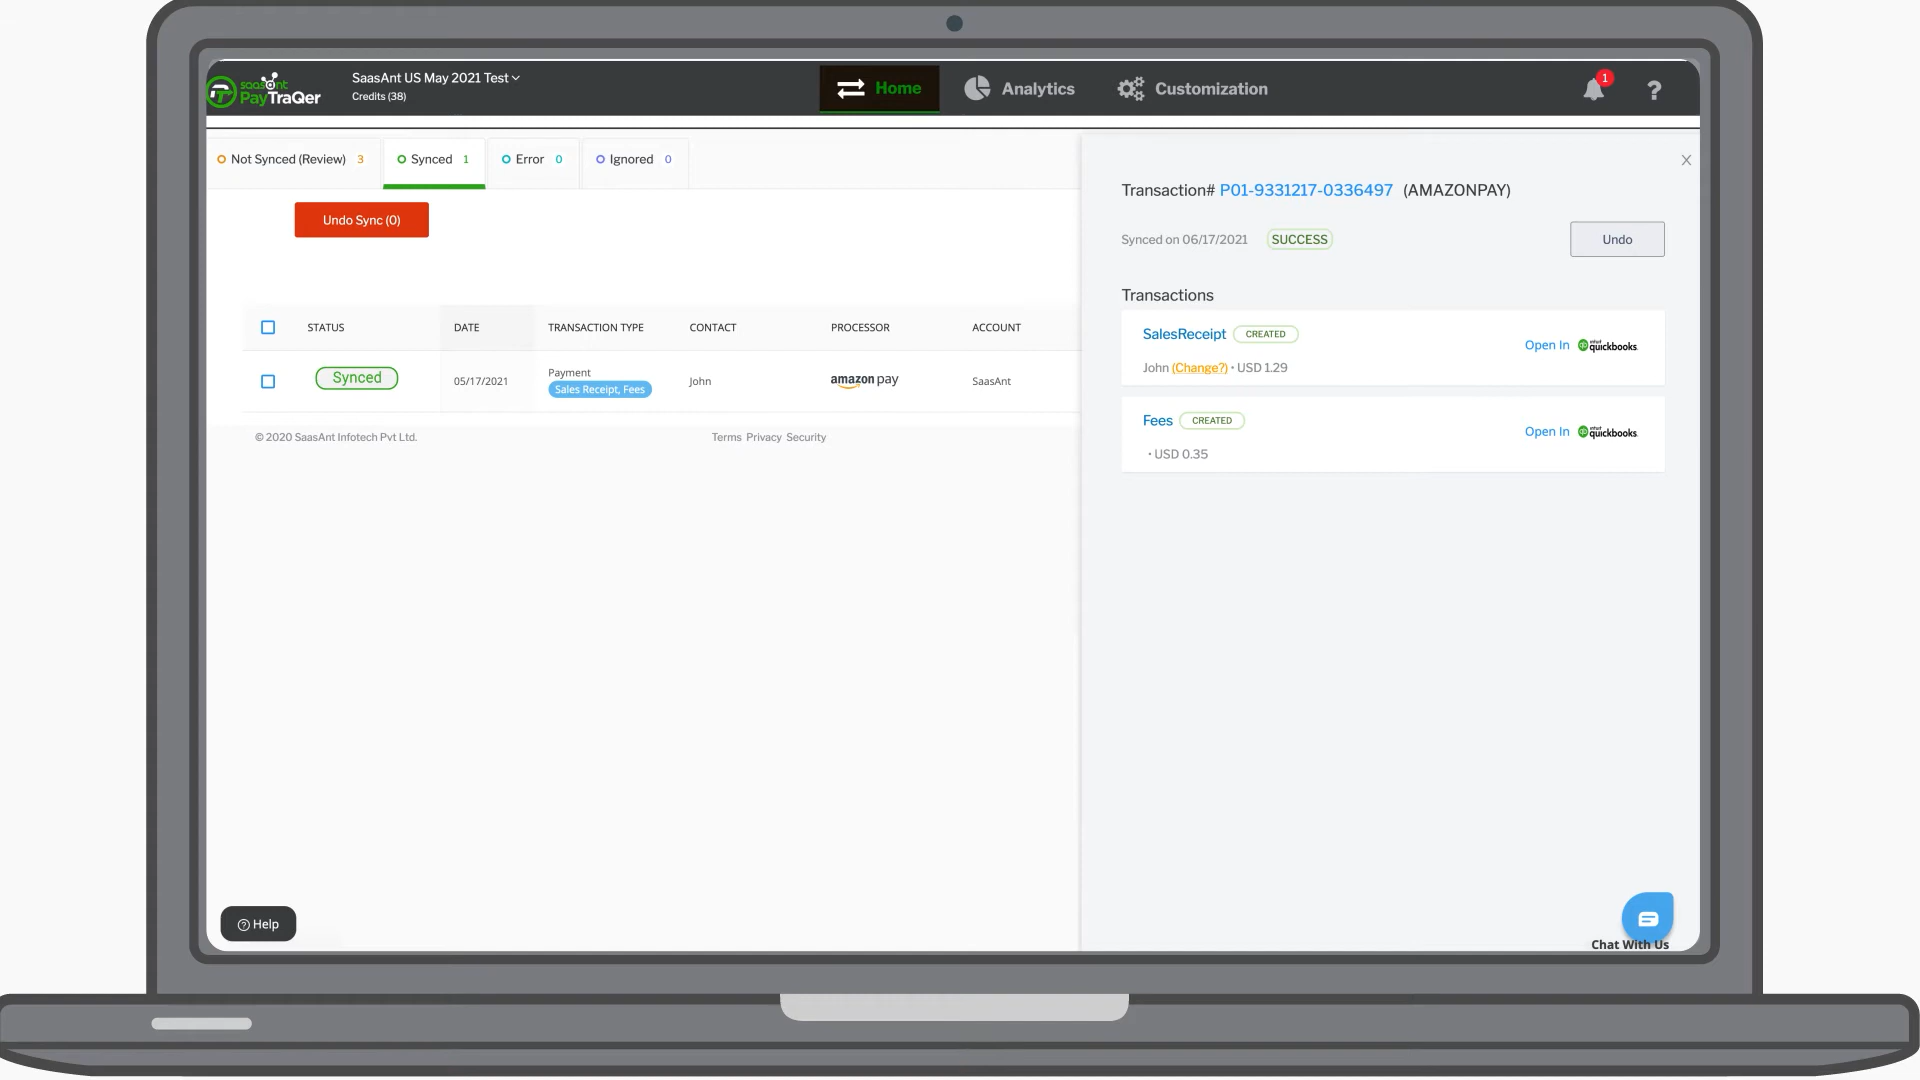 saasAnt
PayTraQer
SaasAnt US May 2021 Test
Credits (38)
Home
Analytics
Customization
1
?
Not Synced (Review) 3
Synced 1
Error 0
Ignored 0
Undo Sync (0)
STATUS DATE TRANSACTION TYPE CONTACT PROCESSOR ACCOUNT
Synced 05/17/2021 Payment John amazon pay SaasAnt
Sales Receipt, Fees
© 2020 SaasAnt Infotech Pvt Ltd.
Terms Privacy Security
X
Transaction# P01-9331217-0336497 (AMAZONPAY)
Synced on 06/17/2021 SUCCESS
Undo
Transactions
SalesReceipt CREATED
Open In intuit quickbooks.
John (Change?) • USD 1.29
Fees CREATED
Open In intuit quickbooks.
• USD 0.35
? Help
Chat With Us